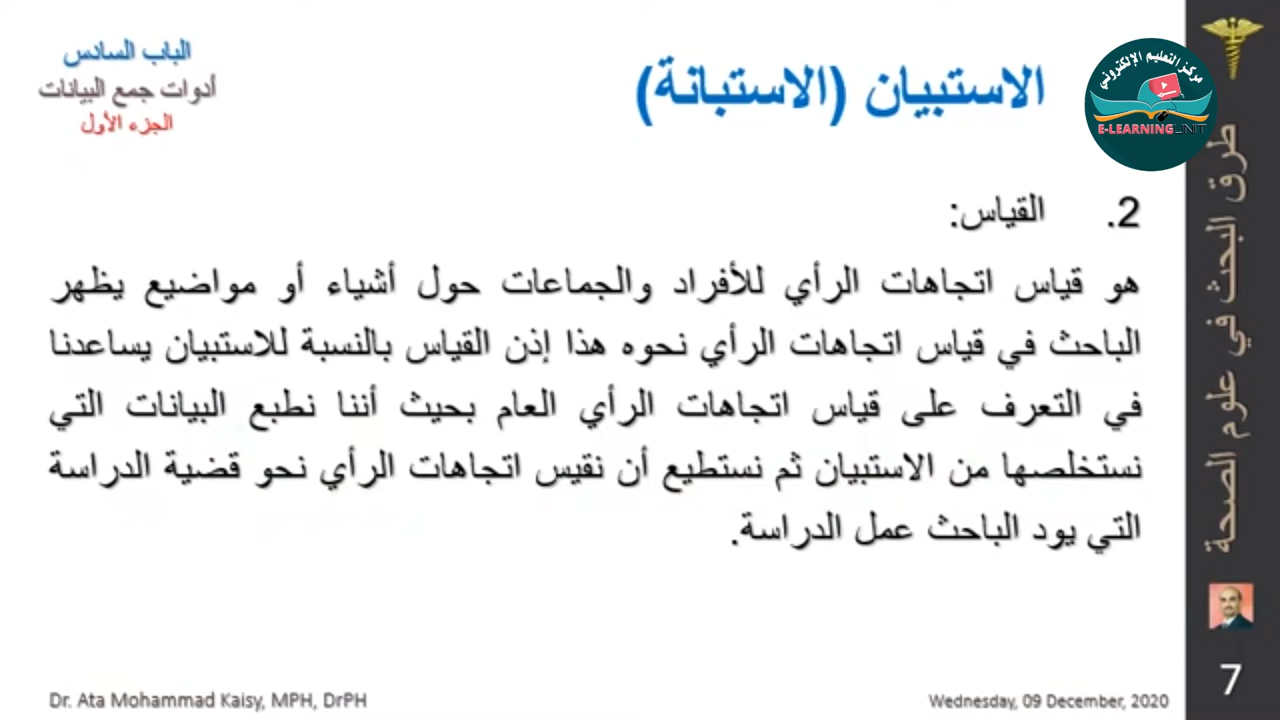 الباب السادس
أدوات جمع البيانات
الجزء الأول
الاستبيان (الاستبانة)
مركز التعليم الإلكتروني
E-LEARNING UNIT
طرق البحث في علوم الصحة
2. القياس:
هو قياس اتجاهات الرأي للأفراد والجماعات حول أشياء أو مواضيع يظهر
الباحث في قياس اتجاهات الرأي نحوه هذا إذن القياس بالنسبة للاستبيان يساعدنا
في التعرف على قياس اتجاهات الرأي العام بحيث أننا نطبع البيانات التي
نستخلصها من الاستبيان ثم نستطيع أن نقيس اتجاهات الرأي نحو قضية الدراسة
التي يود الباحث عمل الدراسة.
Dr. Ata Mohammad Kaisy, MPH, DrPH
Wednesday, 09 December, 2020
7